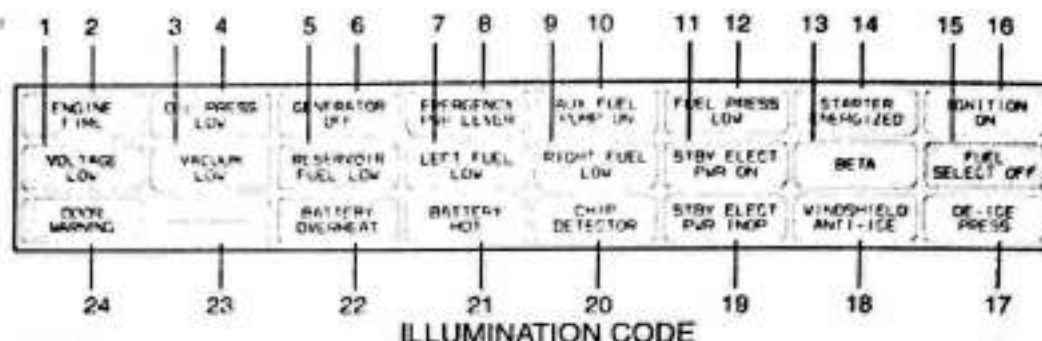 1 2 3 4 5 6 7 8 9 10 11 12 13 14 15 16
ENGINE FIRE
OIL PRESS LOW
GENERATOR OFF
EMERGENCY PWR LEVER
AUX FUEL PUMP ON
FUEL PRESS LOW
STARTER ENERGIZED
IGNITION ON
VOLTAGE LOW
VACUUM LOW
RESERVOIR FUEL LOW
LEFT FUEL LOW
RIGHT FUEL LOW
STBY ELECT PWR ON
BETA
FUEL SELECT OFF
DOOR WARNING
BATTERY OVERHEAT
BATTERY HOT
CHIP DETECTOR
STBY ELECT PWR INOP
WINDSHIELD ANTI-ICE
DE-ICE PRESS
24 23 22 21 20 19 18 17
ILLUMINATION CODE